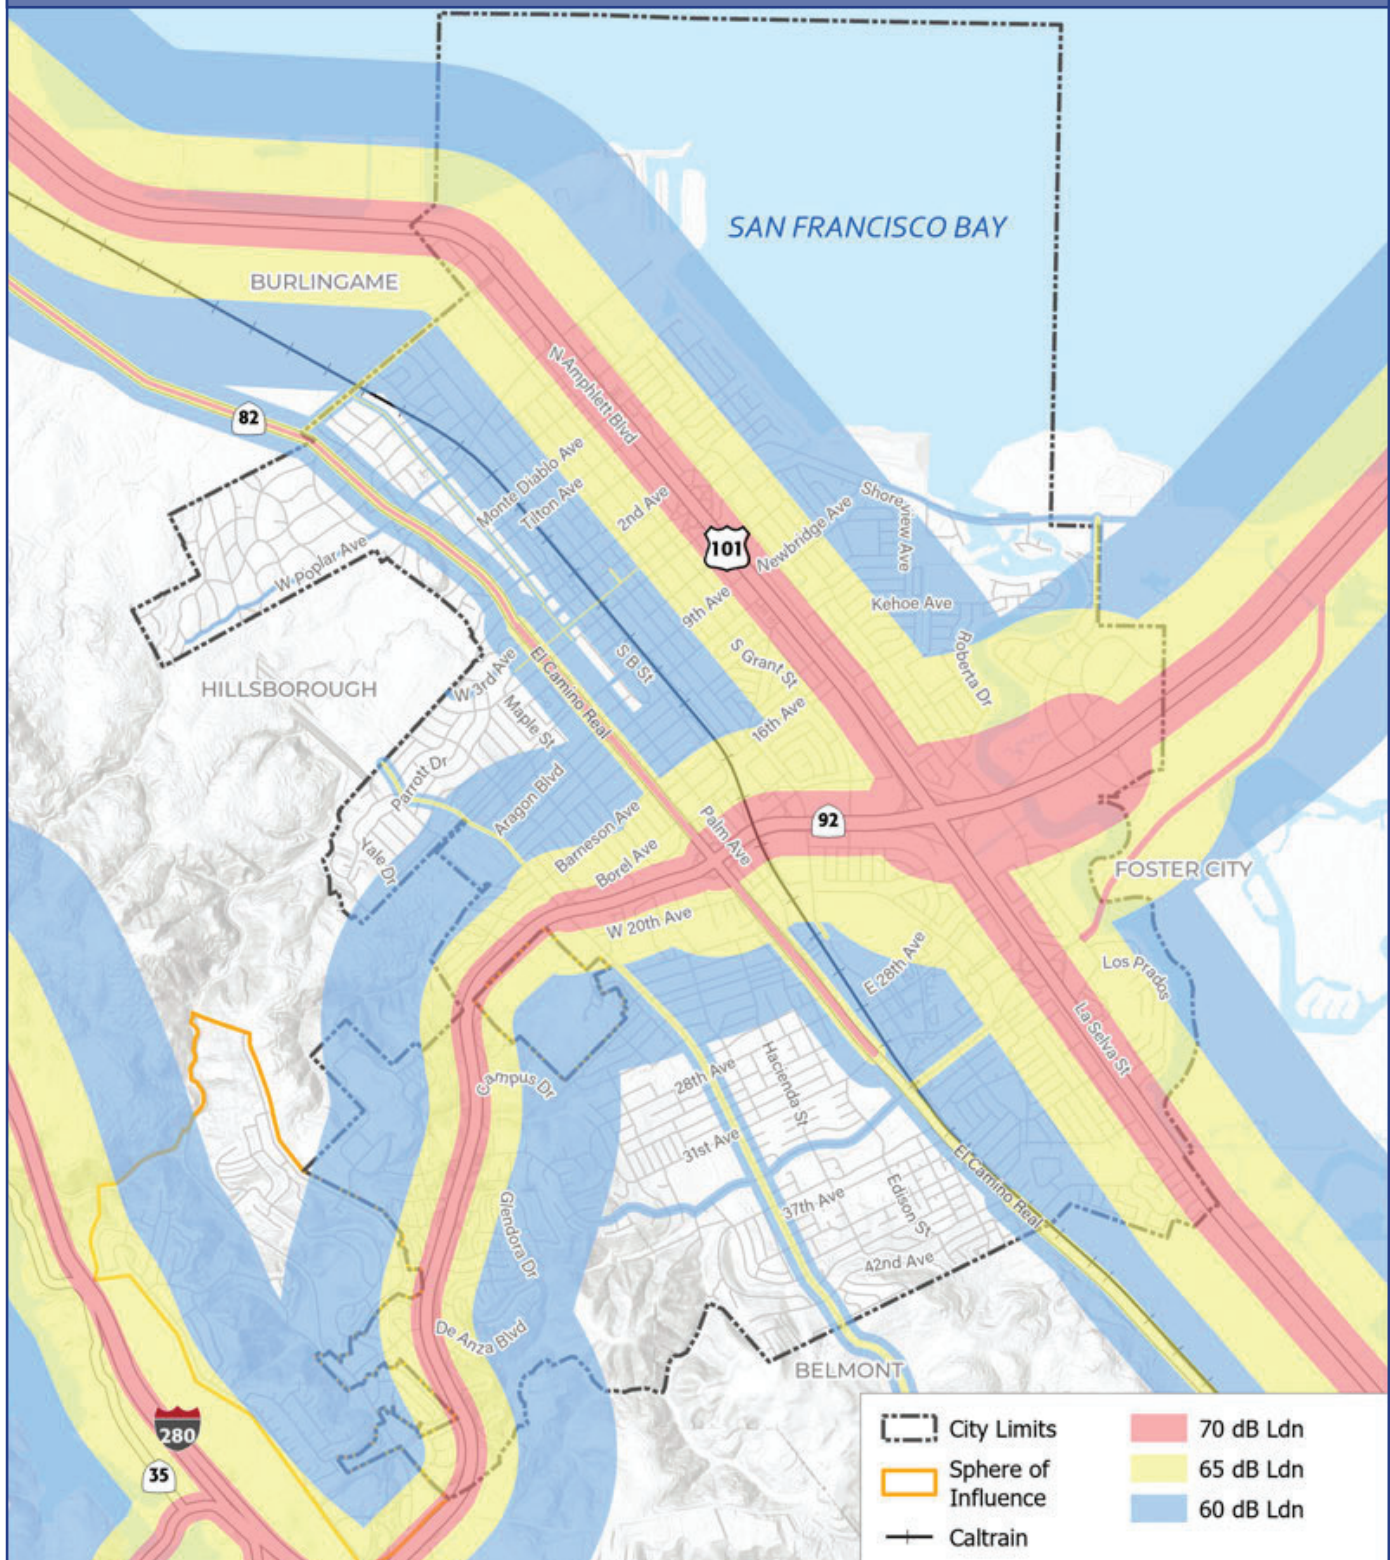 SAN FRANCISCO BAY
BURLINGAME
82
N Amphlett Blvd
Monte Diablo Ave
Tilton Ave
2nd Ave
Shoreview Ave
Newbridge Ave
101
W Poplar Ave
Kehoe Ave
9th Ave
Roberta Dr
S Grant St
S B St
El Camino Real
W 3rd Ave
HILLSBOROUGH
Maple St
16th Ave
Parrott Dr
Aragon Blvd
Palm Ave
92
Barneson Ave
Borel Ave
Yale Dr
FOSTER CITY
W 20th Ave
E 28th Ave
Los Prados
La Selva St
Hacienda St
28th Ave
Campus Dr
31st Ave
El Camino Real
37th Ave
Edison St
Glendora Dr
42nd Ave
De Anza Blvd
BELMONT
280
35
City Limits
Sphere of
Influence
Caltrain
70 dB Ldn
65 dB Ldn
60 dB Ldn